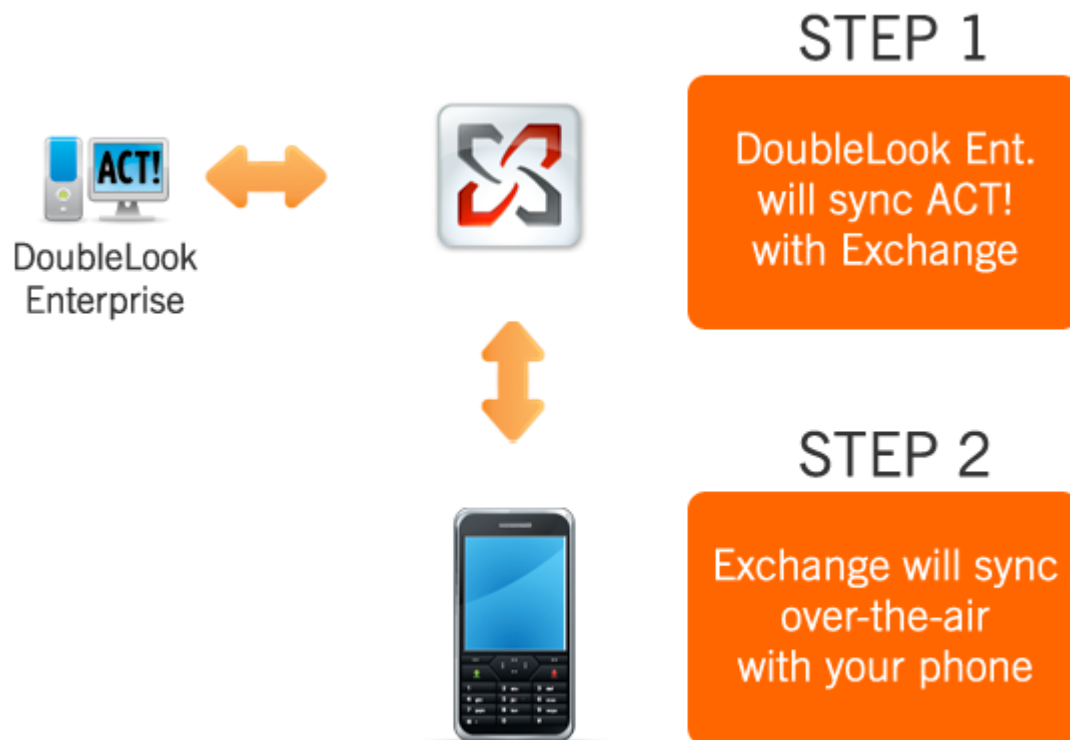 STEP 1
ACT!
DoubleLook
Enterprise
DoubleLook Ent.
will sync ACT!
with Exchange
STEP 2
Exchange will sync
over-the-air
with your phone